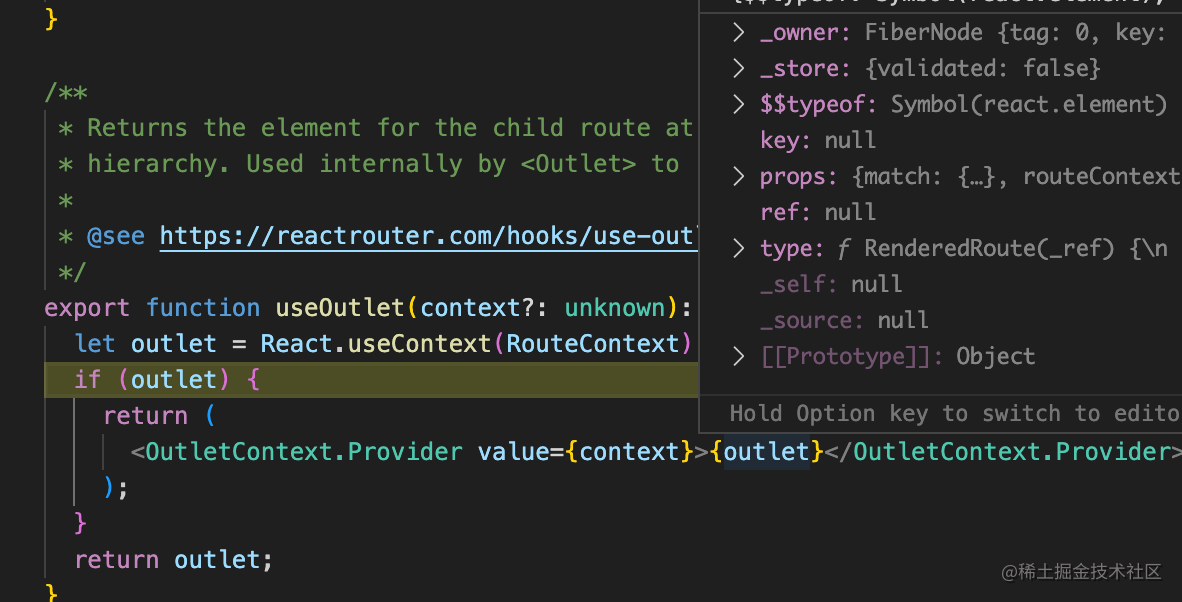 }
/**
* Returns the element for the child route at
* hierarchy. Used internally by <Outlet> to
*
* @see https://reactrouter.com/hooks/use-out
*/
export function useOutlet(context?: unknown):
let outlet = React.useContext(RouteContext)
if (outlet) {
return (
<OutletContext.Provider value={context}>{outlet}</OutletContext.Provider>
);
}
return outlet;
}
_owner: FiberNode {tag: 0, key:
_store: {validated: false}
$$typeof: Symbol(react.element)
key: null
props: {match: {…}, routeContext
ref: null
type: ƒ RenderedRoute(_ref) {\n
_self: null
_source: null
[[Prototype]]: Object
Hold Option key to switch to edito
@稀土掘金技术社区